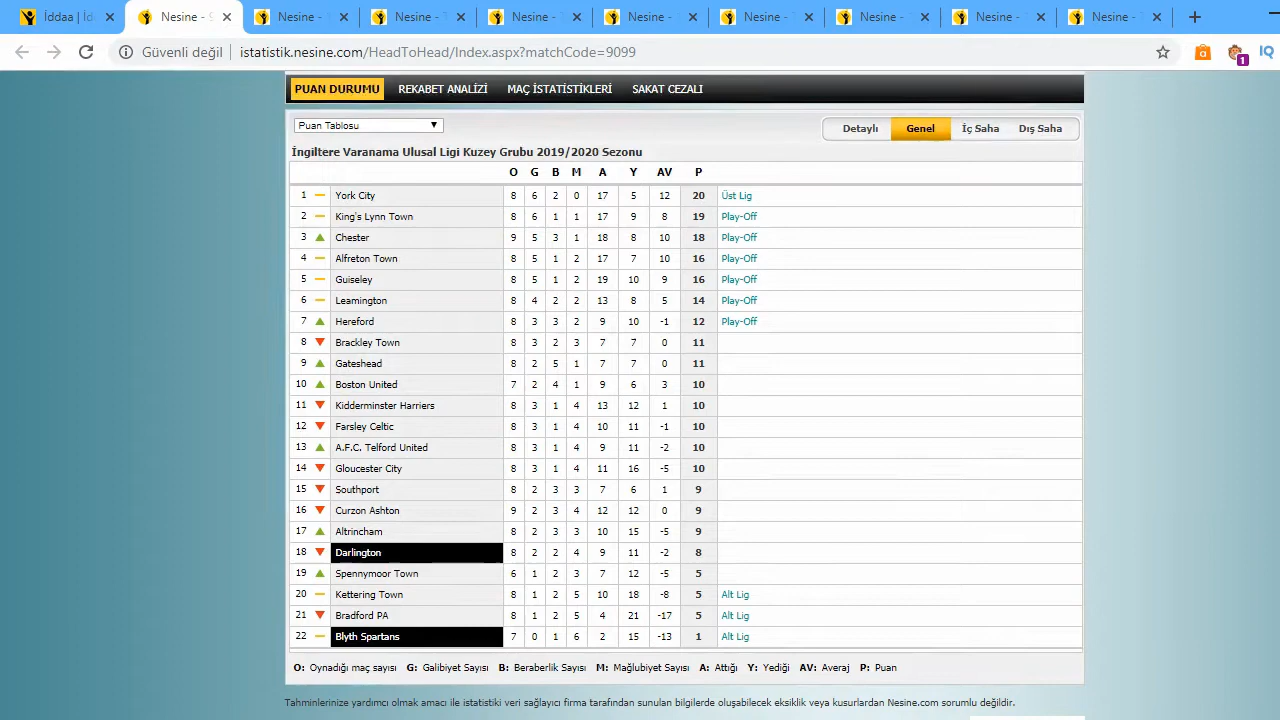 İddaa | İd
Nesine - S
Nesine - İ
Nesine - T
Nesine - T
Nesine -
Nesine - T
Nesine -
Nesine - T
Nesine - T
Güvenli değil | istatistik.nesine.com/HeadToHead/Index.aspx?matchCode=9099
1
IQ
PUAN DURUMU REKABET ANALİZİ MAÇ İSTATİSTİKLERİ SAKAT CEZALI
Puan Tablosu
Detaylı Genel İç Saha Dış Saha
İngiltere Varanama Ulusal Ligi Kuzey Grubu 2019/2020 Sezonu
O G B M A Y AV P
1 York City 8 6 2 0 17 5 12 20 Üst Lig
2 King's Lynn Town 8 6 1 1 17 9 8 19 Play-Off
3 Chester 9 5 3 1 18 8 10 18 Play-Off
4 Alfreton Town 8 5 1 2 17 7 10 16 Play-Off
5 Guiseley 8 5 1 2 19 10 9 16 Play-Off
6 Leamington 8 4 2 2 13 8 5 14 Play-Off
7 Hereford 8 3 3 2 9 10 -1 12 Play-Off
8 Brackley Town 8 3 2 3 7 7 0 11
9 Gateshead 8 2 5 1 7 7 0 11
10 Boston United 7 2 4 1 9 6 3 10
11 Kidderminster Harriers 8 3 1 4 13 12 1 10
12 Farsley Celtic 8 3 1 4 10 11 -1 10
13 A.F.C. Telford United 8 3 1 4 9 11 -2 10
14 Gloucester City 8 3 1 4 11 16 -5 10
15 Southport 8 2 3 3 7 6 1 9
16 Curzon Ashton 9 2 3 4 12 12 0 9
17 Altrincham 8 2 3 3 10 15 -5 9
18 Darlington 8 2 2 4 9 11 -2 8
19 Spennymoor Town 6 1 2 3 7 12 -5 5
20 Kettering Town 8 1 2 5 10 18 -8 5 Alt Lig
21 Bradford PA 8 1 2 5 4 21 -17 5 Alt Lig
22 Blyth Spartans 7 0 1 6 2 15 -13 1 Alt Lig
O: Oynadığı maç sayısı G: Galibiyet Sayısı B: Beraberlik Sayısı M: Mağlubiyet Sayısı A: Attığı Y: Yediği AV: Averaj P: Puan
Tahminlerinize yardımcı olmak amacı ile istatistiki veri sağlayıcı firma tarafından sunulan bilgilerde oluşabilecek eksiklik veya kusurlardan Nesine.com sorumlu değildir.